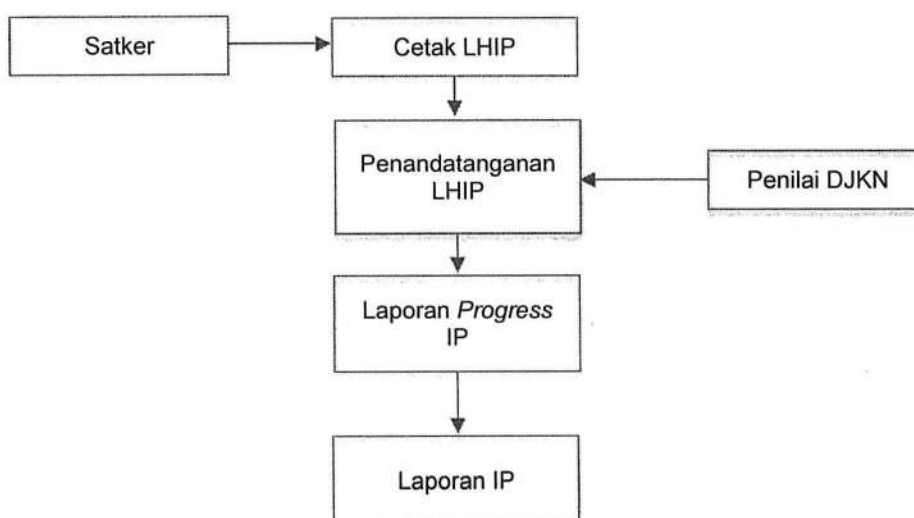 Satker
Cetak LHIP
Penandatanganan
LHIP
Penilai DJKN
Laporan Progress
IP
Laporan IP